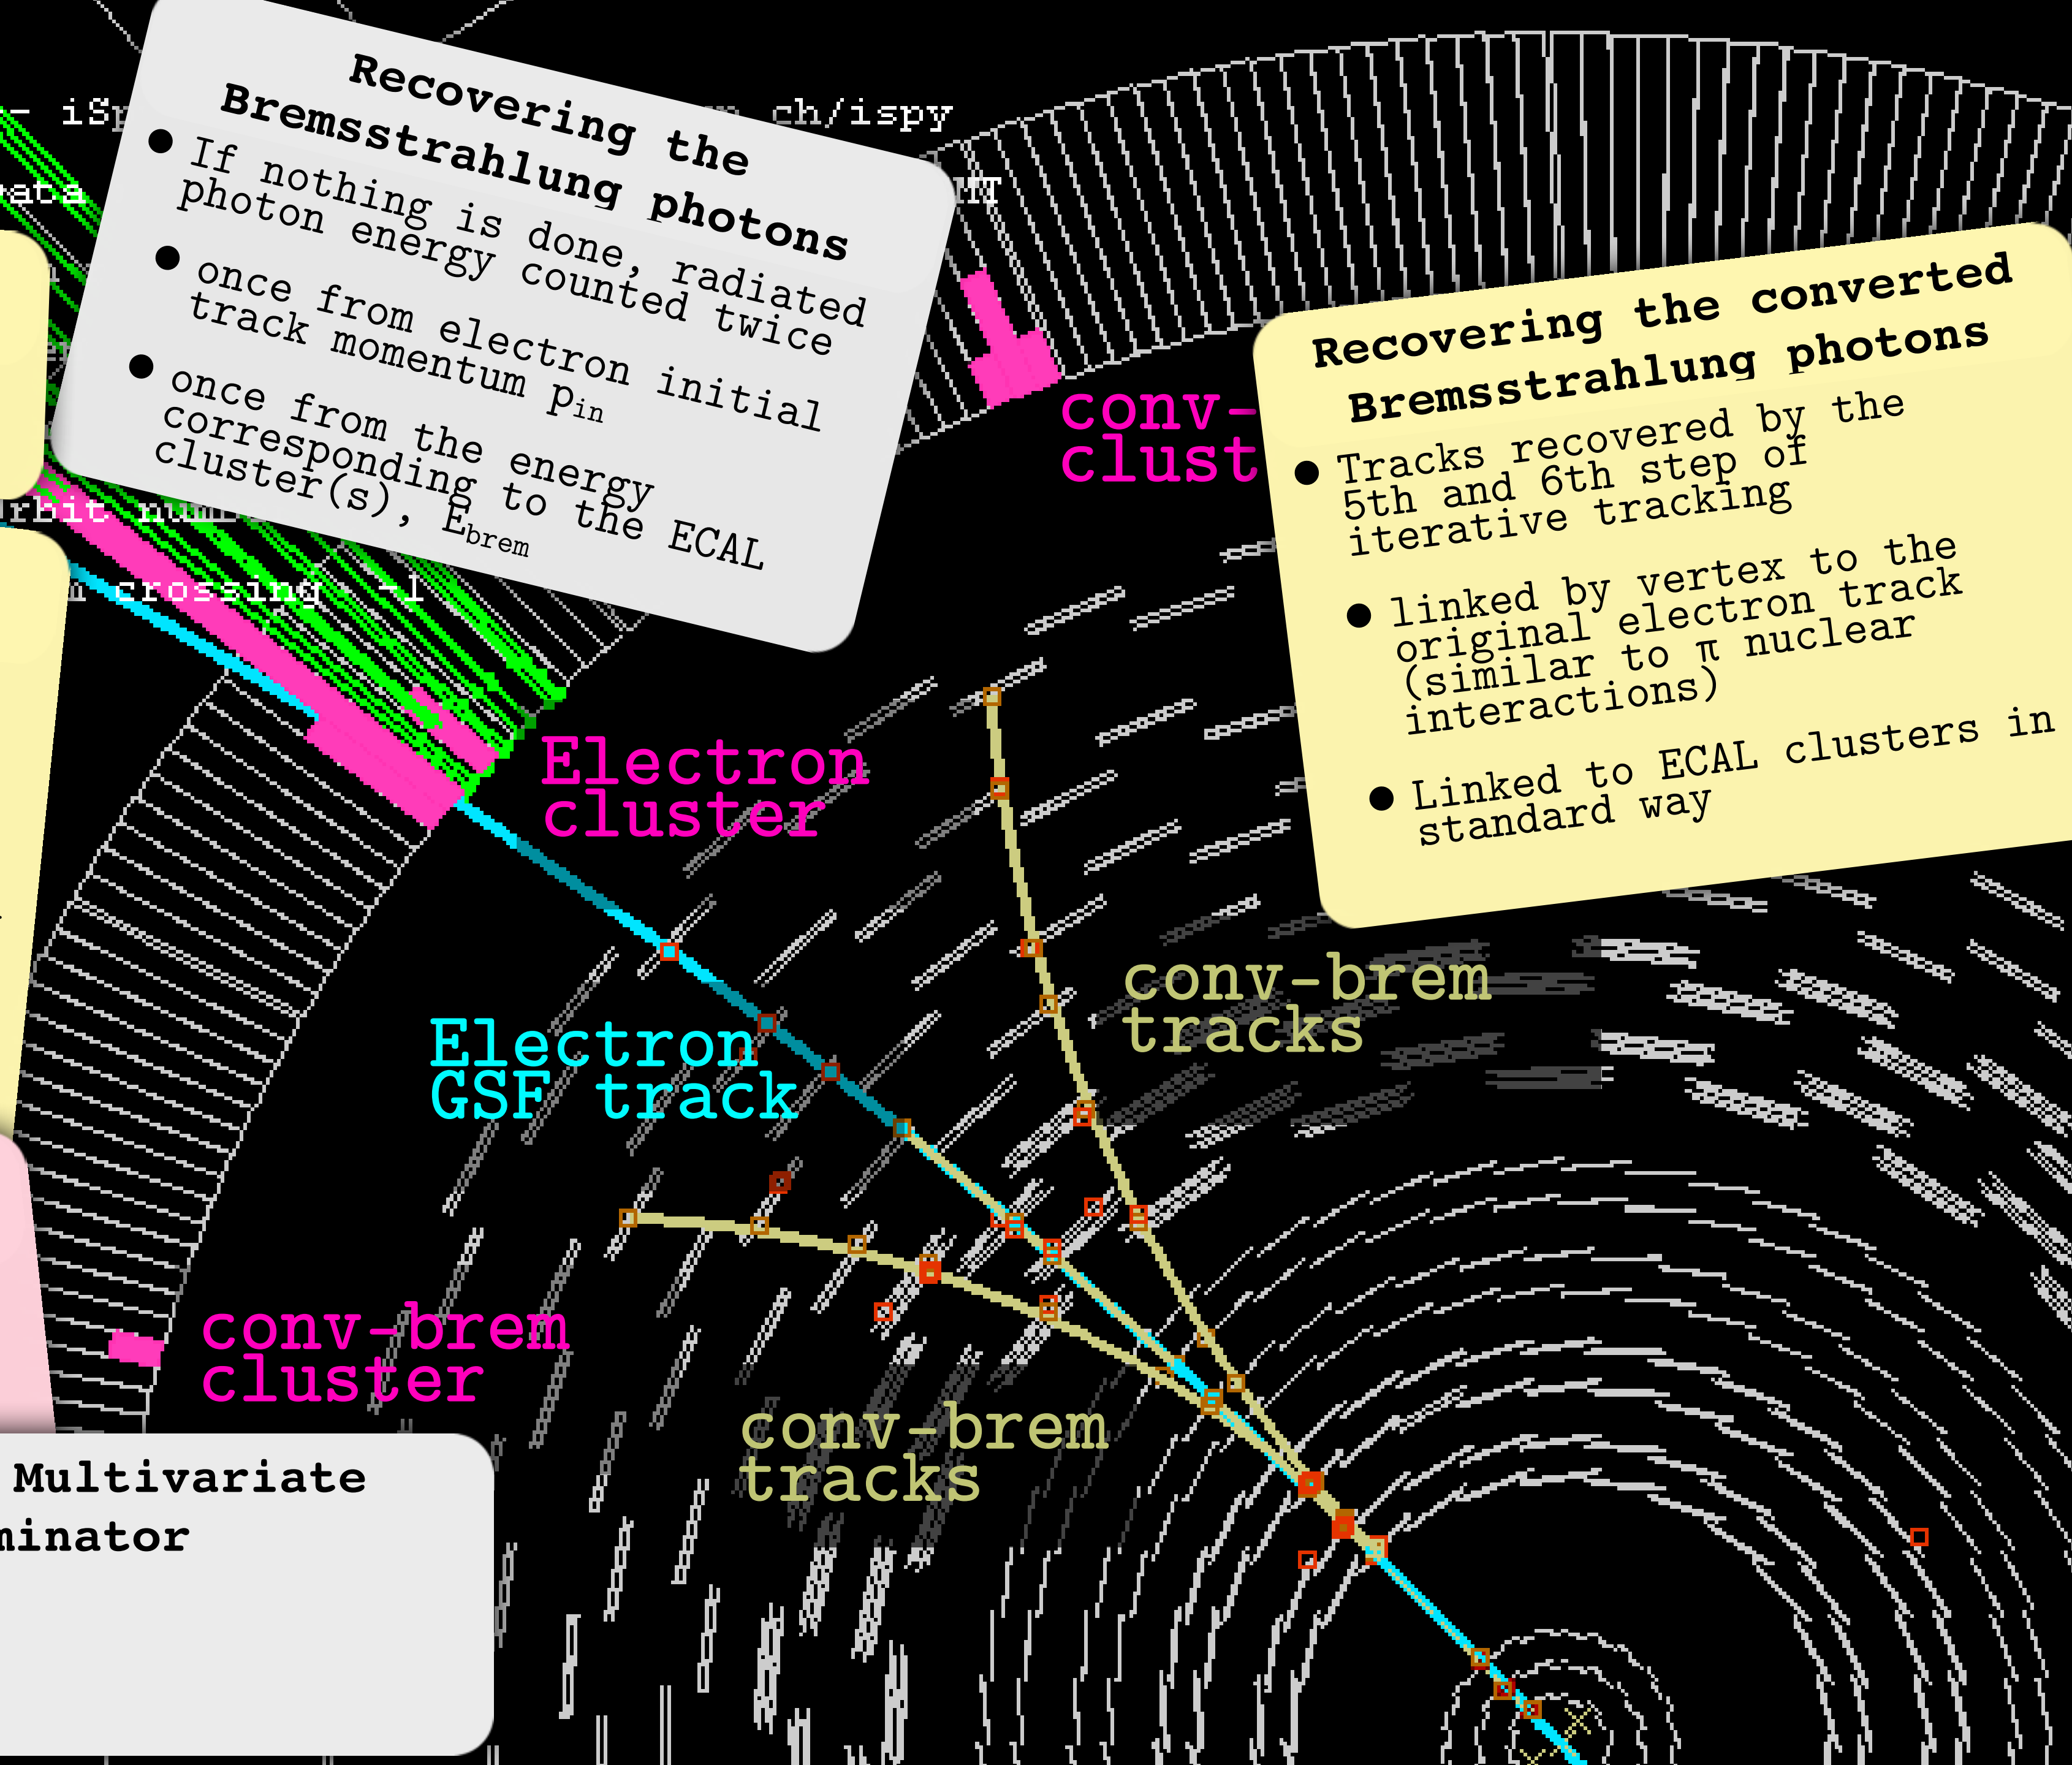 Recovering the
Bremsstrahlung photons
● If nothing is done, radiated
photon energy counted twice
● once from electron initial
track momentum pin
● once from the energy
corresponding to the ECAL
cluster(s), Ebrem
ch/ispy
crossing -1
conv-
clust
Recovering the converted
Bremsstrahlung photons
● Tracks recovered by the
5th and 6th step of
iterative tracking
● linked by vertex to the
original electron track
(similar to π nuclear
interactions)
● Linked to ECAL clusters in
standard way
Electron
cluster
conv-brem
tracks
Electron
GSF track
conv-brem
cluster
conv-brem
tracks
Multivariate
minator